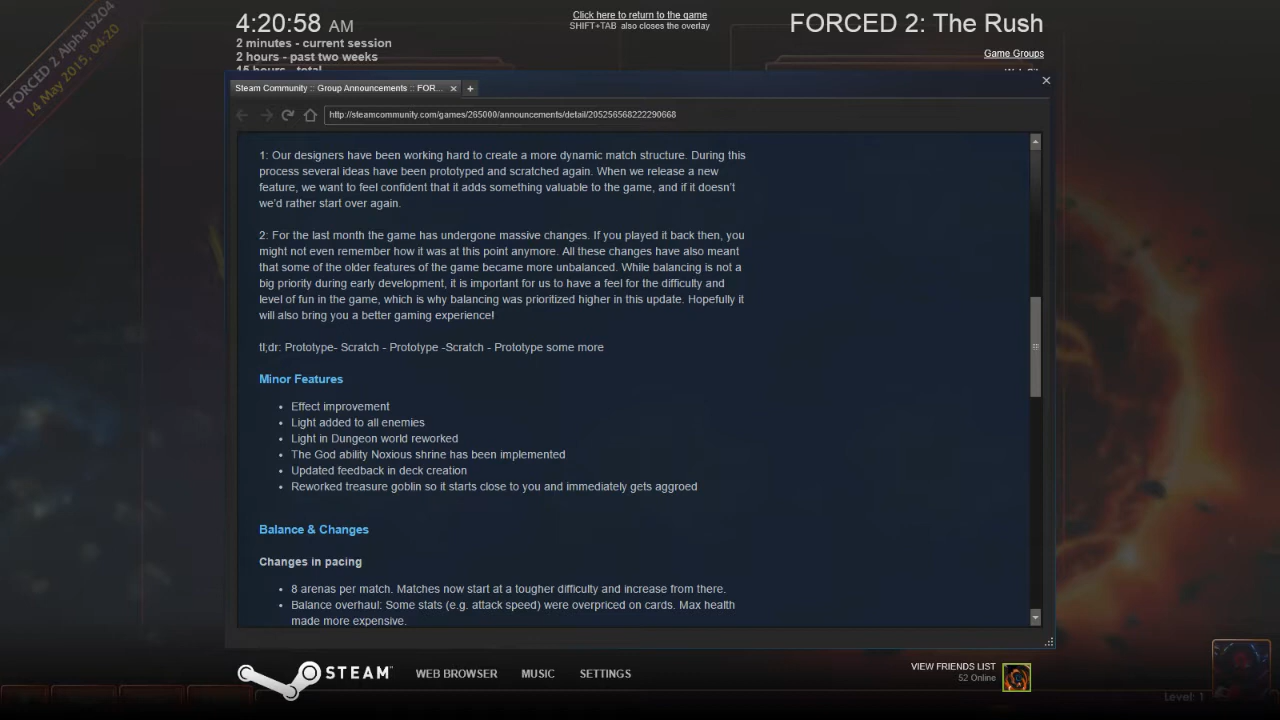 4:20:58 AM
2 minutes - current session
2 hours - past two weeks
15 hours - total
Click here to return to the game
SHIFT+TAB also closes the overlay
FORCED 2: The Rush
Game Groups
FORCED 2 Alpha b204
14 May 2015. 04:20
Steam Community :: Group Announcements :: FOR... × +
http://steamcommunity.com/games/265000/announcements/detail/205256568222290668
1: Our designers have been working hard to create a more dynamic match structure. During this
process several ideas have been prototyped and scratched again. When we release a new
feature, we want to feel confident that it adds something valuable to the game, and if it doesn't
we'd rather start over again.
2: For the last month the game has undergone massive changes. If you played it back then, you
might not even remember how it was at this point anymore. All these changes have also meant
that some of the older features of the game became more unbalanced. While balancing is not a
big priority during early development, it is important for us to have a feel for the difficulty and
level of fun in the game, which is why balancing was prioritized higher in this update. Hopefully it
will also bring you a better gaming experience!
tl;dr: Prototype- Scratch - Prototype -Scratch - Prototype some more
Minor Features
• Effect improvement
• Light added to all enemies
• Light in Dungeon world reworked
• The God ability Noxious shrine has been implemented
• Updated feedback in deck creation
• Reworked treasure goblin so it starts close to you and immediately gets aggroed
Balance & Changes
Changes in pacing
• 8 arenas per match. Matches now start at a tougher difficulty and increase from there.
• Balance overhaul: Some stats (e.g. attack speed) were overpriced on cards. Max health
made more expensive.
STEAM™
WEB BROWSER
MUSIC
SETTINGS
VIEW FRIENDS LIST
52 Online
Level: 1